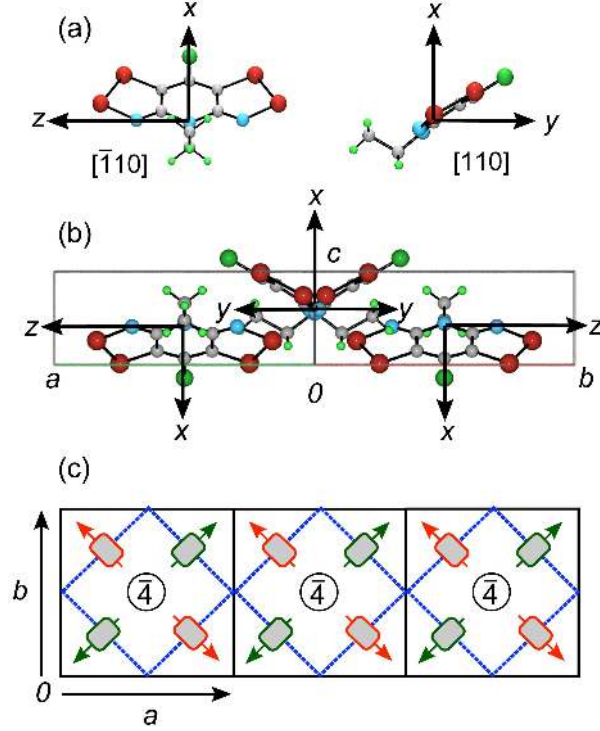 (a)
x x
z y
[1̅10] [110]
(b)
x
c
z y y z
a 0 b
x x
(c)
b 4̅ 4̅ 4̅
0
a